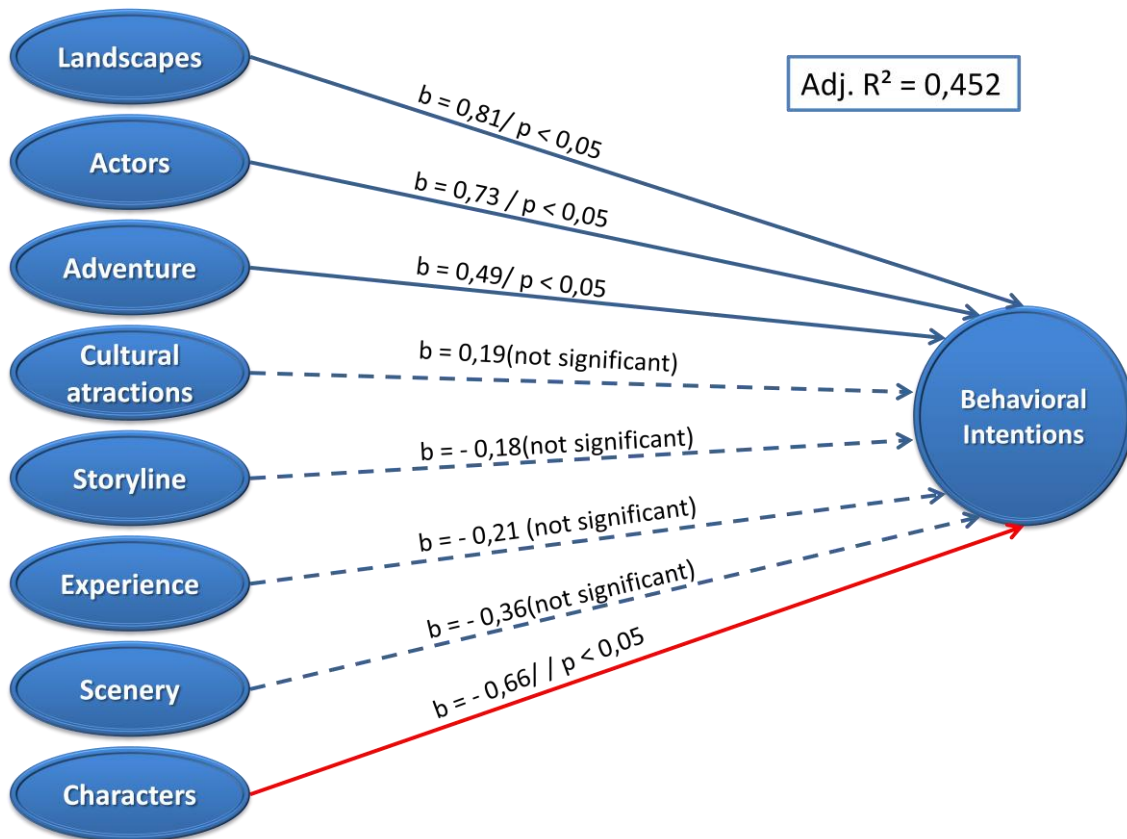 Landscapes
Adj. R² = 0,452
b = 0,81/ p < 0,05
Actors
b = 0,73 / p < 0,05
Adventure
b = 0,49/ p < 0,05
Cultural
atractions
b = 0,19(not significant)
Behavioral
Intentions
Storyline
b = - 0,18(not significant)
Experience
b = - 0,21 (not significant)
Scenery
b = - 0,36(not significant)
Characters
b = - 0,66/ / p < 0,05